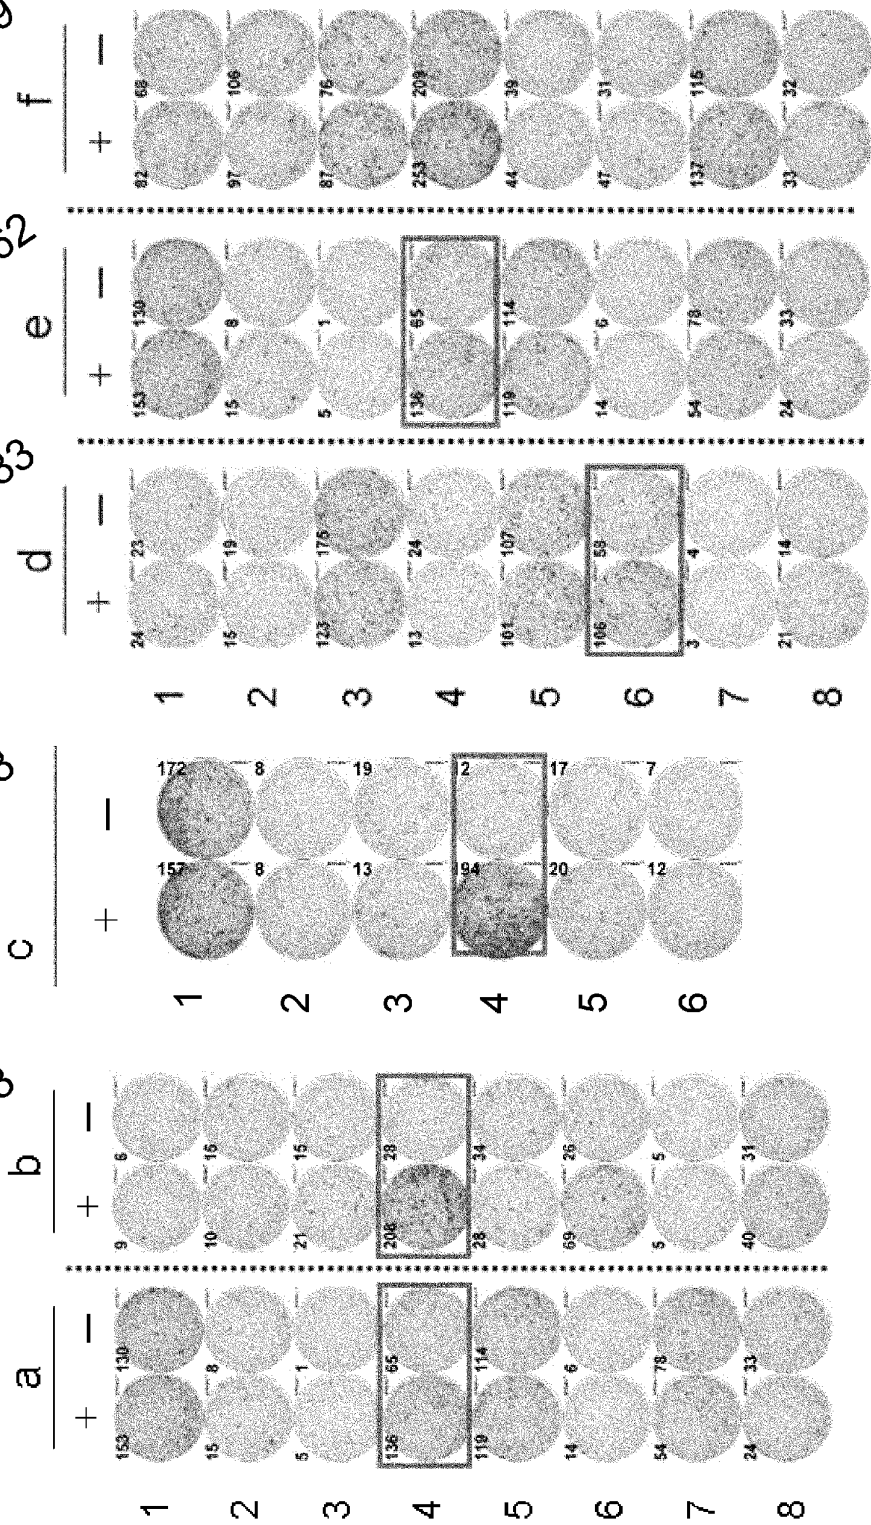 a b
+ − + −
1 153 130 9 6
2 15 8 10 15
3 5 1 21 15
4 136 65 208 28
5 119 114 28 34
6 14 6 69 26
7 54 78 5 5
8 24 33 40 31
c
+ −
1 157 172
2 8 8
3 13 19
4 194 12
5 20 17
6 12 7
d e f
+ − + − + −
1 24 23 153 130 82 68
2 15 19 15 8 97 106
3 123 175 5 1 87 76
4 13 24 136 65 253 209
5 101 107 119 114 44 39
6 106 58 14 6 47 31
7 3 4 54 78 137 115
8 21 14 24 33 33 32